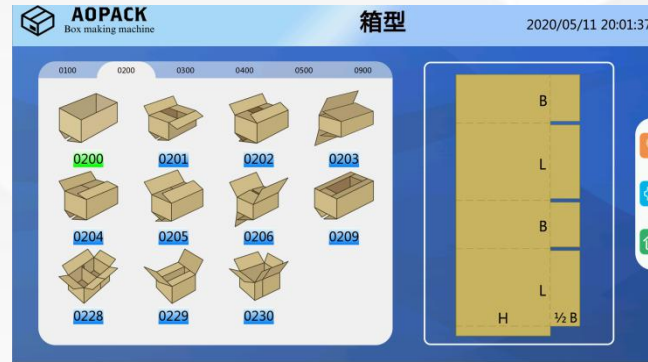 AOPACK
Box making machine
箱型
2020/05/11 20:01:37
0100 0200 0300 0400 0500 0900
0200 0201 0202 0203
0204 0205 0206 0209
0228 0229 0230
B
L
B
L
H ½ B